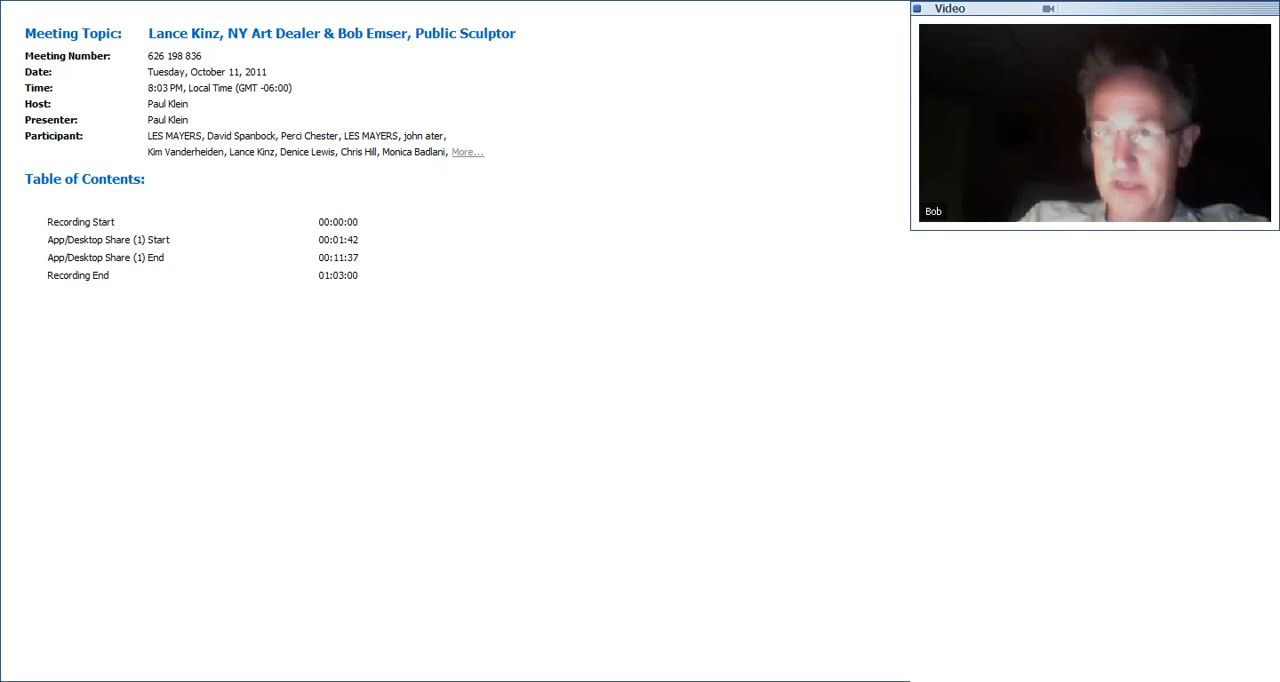 Meeting Topic: Lance Kinz, NY Art Dealer & Bob Emser, Public Sculptor
Meeting Number: 626 198 836
Date: Tuesday, October 11, 2011
Time: 8:03 PM, Local Time (GMT -06:00)
Host: Paul Klein
Presenter: Paul Klein
Participant: LES MAYERS, David Spanbock, Perci Chester, LES MAYERS, john ater,
Kim Vanderheiden, Lance Kinz, Denice Lewis, Chris Hill, Monica Badlani, More...
Table of Contents:
Recording Start 00:00:00
App/Desktop Share (1) Start 00:01:42
App/Desktop Share (1) End 00:11:37
Recording End 01:03:00
Video
Bob